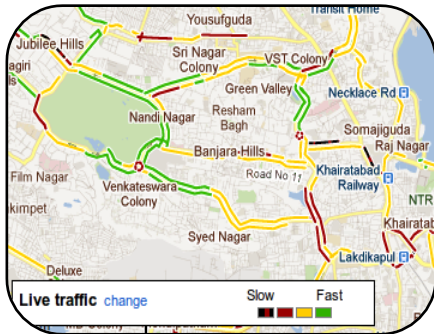 Transit Home
Yousufguda
Jubilee Hills
Sri Nagar
Colony
VST Colony
agiri
ls
Green Valley
Necklace Rd
Resham
Bagh
Nandi Nagar
Somajiguda
Raj Nagar
Banjara Hills
Road No 11
Khairatabad
Railway
Film Nagar
Venkateswara
Colony
NTR
kimpet
Khairatab
Syed Nagar
Lakdikapul
Deluxe
Live traffic change
Slow Fast